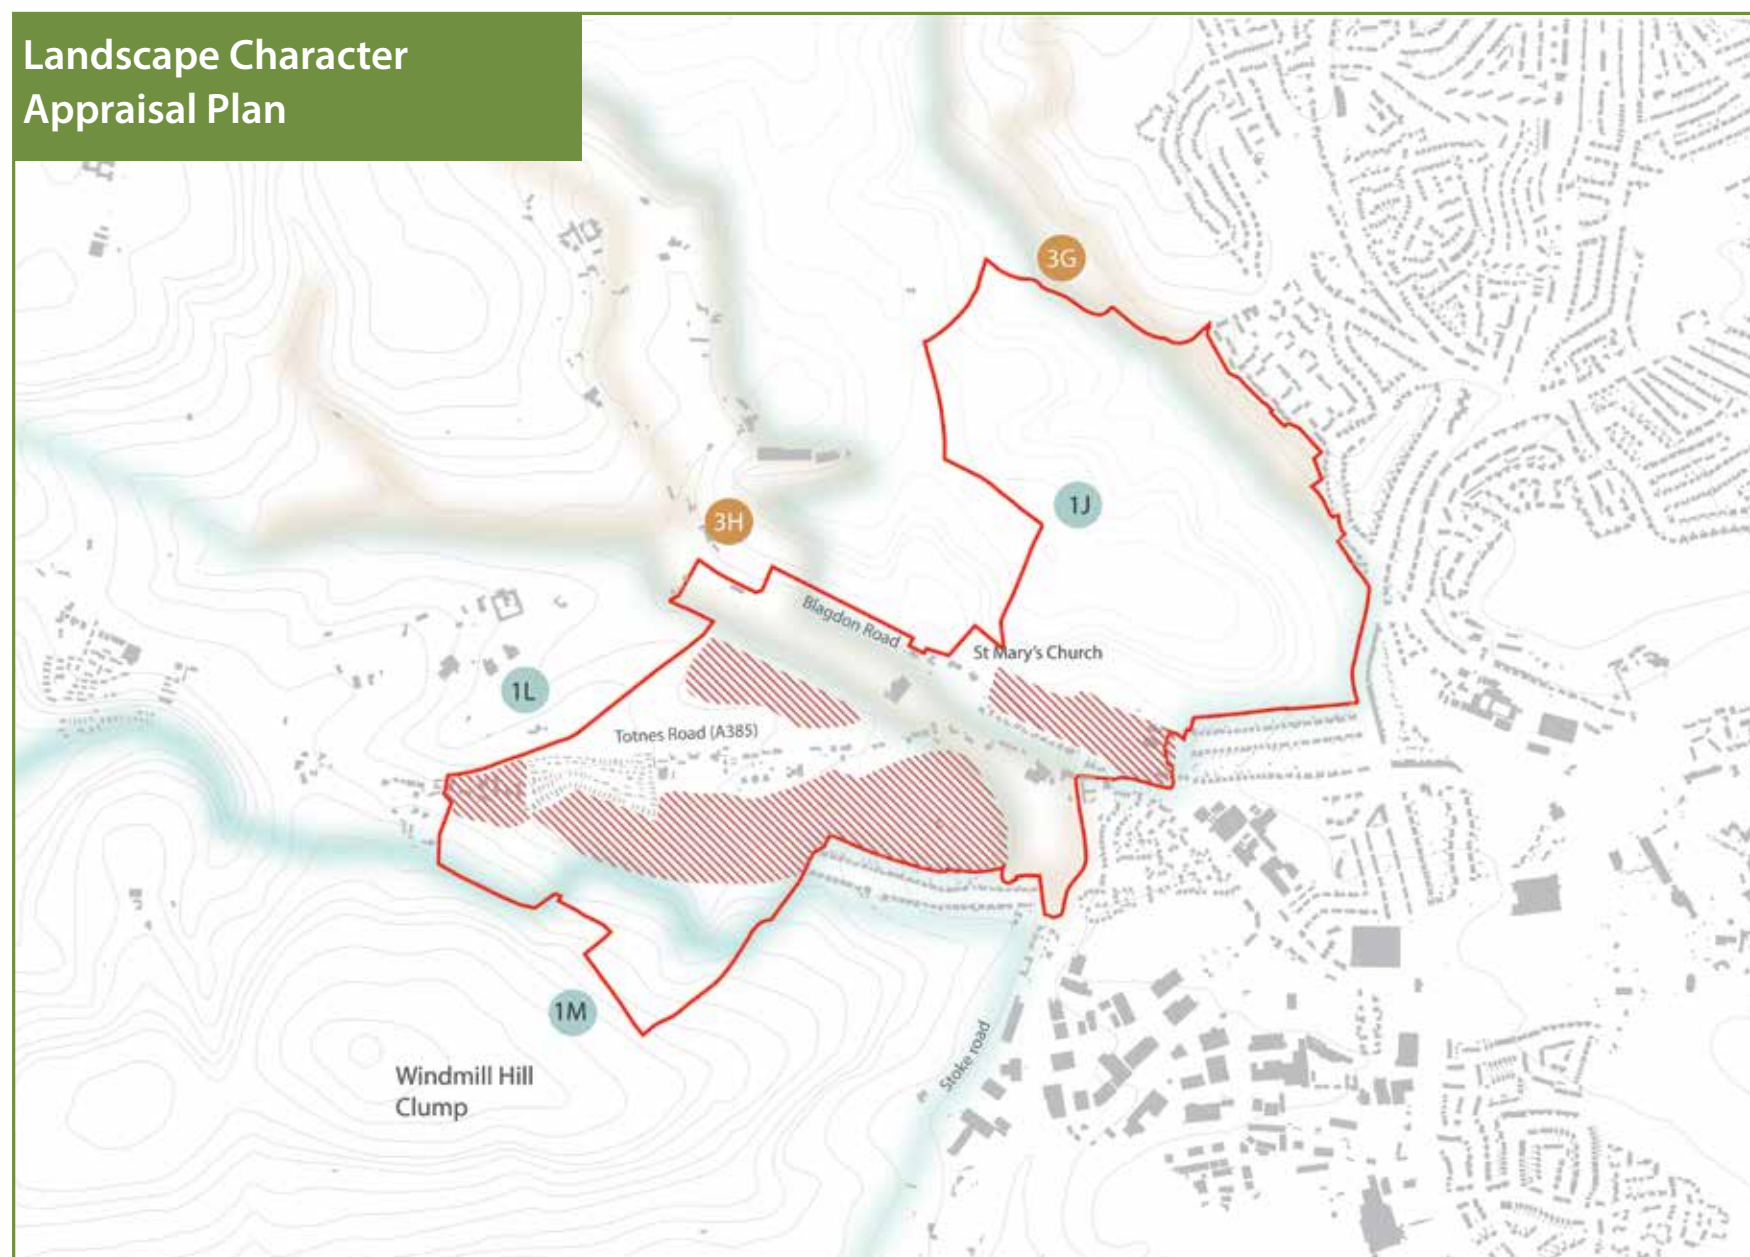 Landscape Character
Appraisal Plan
3G
1J
3H
Blagdon Road
St Mary's Church
1L
Totnes Road (A385)
1M
Stoke road
Windmill Hill
Clump